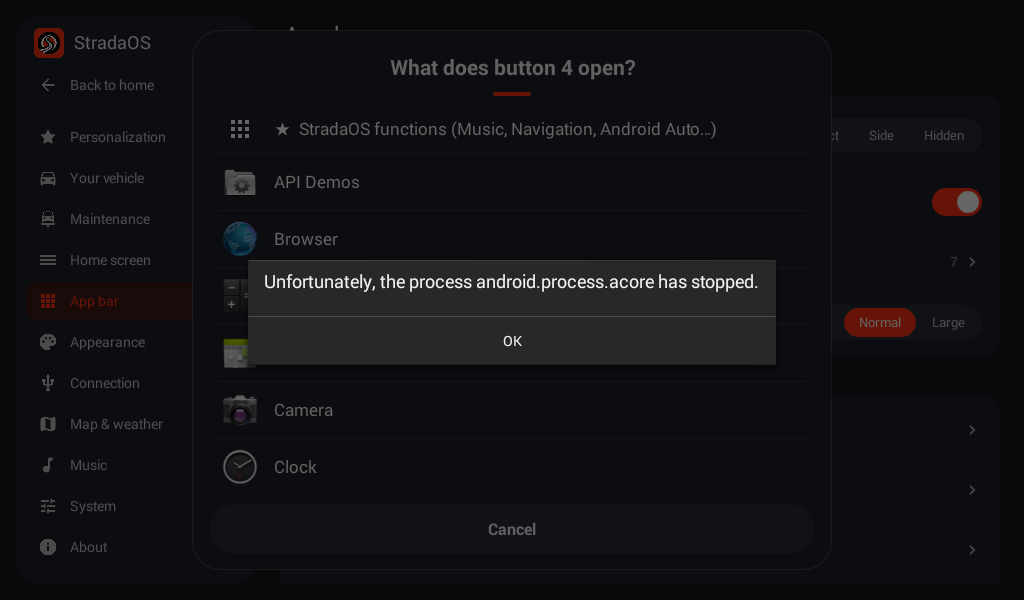 StradaOS
Back to home
Personalization
Your vehicle
Maintenance
Home screen
App bar
Appearance
Connection
Map & weather
Music
System
About
What does button 4 open?
★ StradaOS functions (Music, Navigation, Android Auto...)
API Demos
Browser
Unfortunately, the process android.process.acore has stopped.
OK
Camera
Clock
Cancel
Side
Hidden
7
Normal
Large